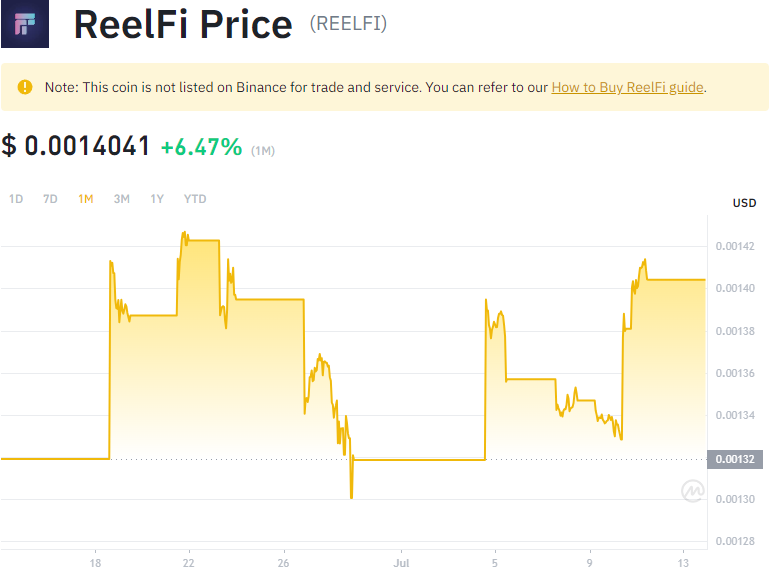 ReelFi Price (REELFI)
Note: This coin is not listed on Binance for trade and service. You can refer to our How to Buy ReelFi guide.
$ 0.0014041 +6.47% (1M)
1D 7D 1M 3M 1Y YTD
USD
0.00142
0.00140
0.00138
0.00136
0.00134
0.00132
0.00130
0.00128
18 22 26 Jul 5 9 13